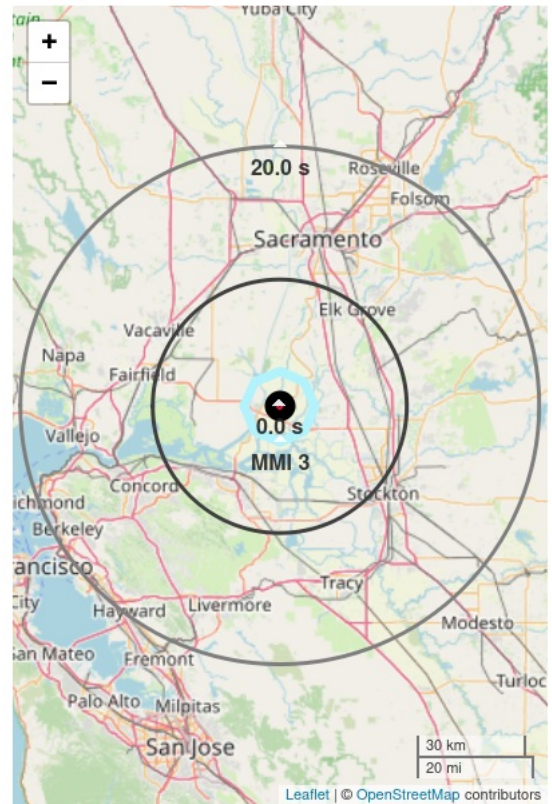 Yuba City
+
−
20.0 s
Roseville
Folsom
Sacramento
Elk Grove
Vacaville
Napa
Fairfield
Vallejo
0.0 s
MMI 3
Concord
Stockton
ichmond
Berkeley
ancisco
City
Hayward
Livermore
Tracy
Modesto
San Mateo
Fremont
Turloc
Palo Alto
Milpitas
San Jose
30 km
20 mi
Leaflet | © OpenStreetMap contributors